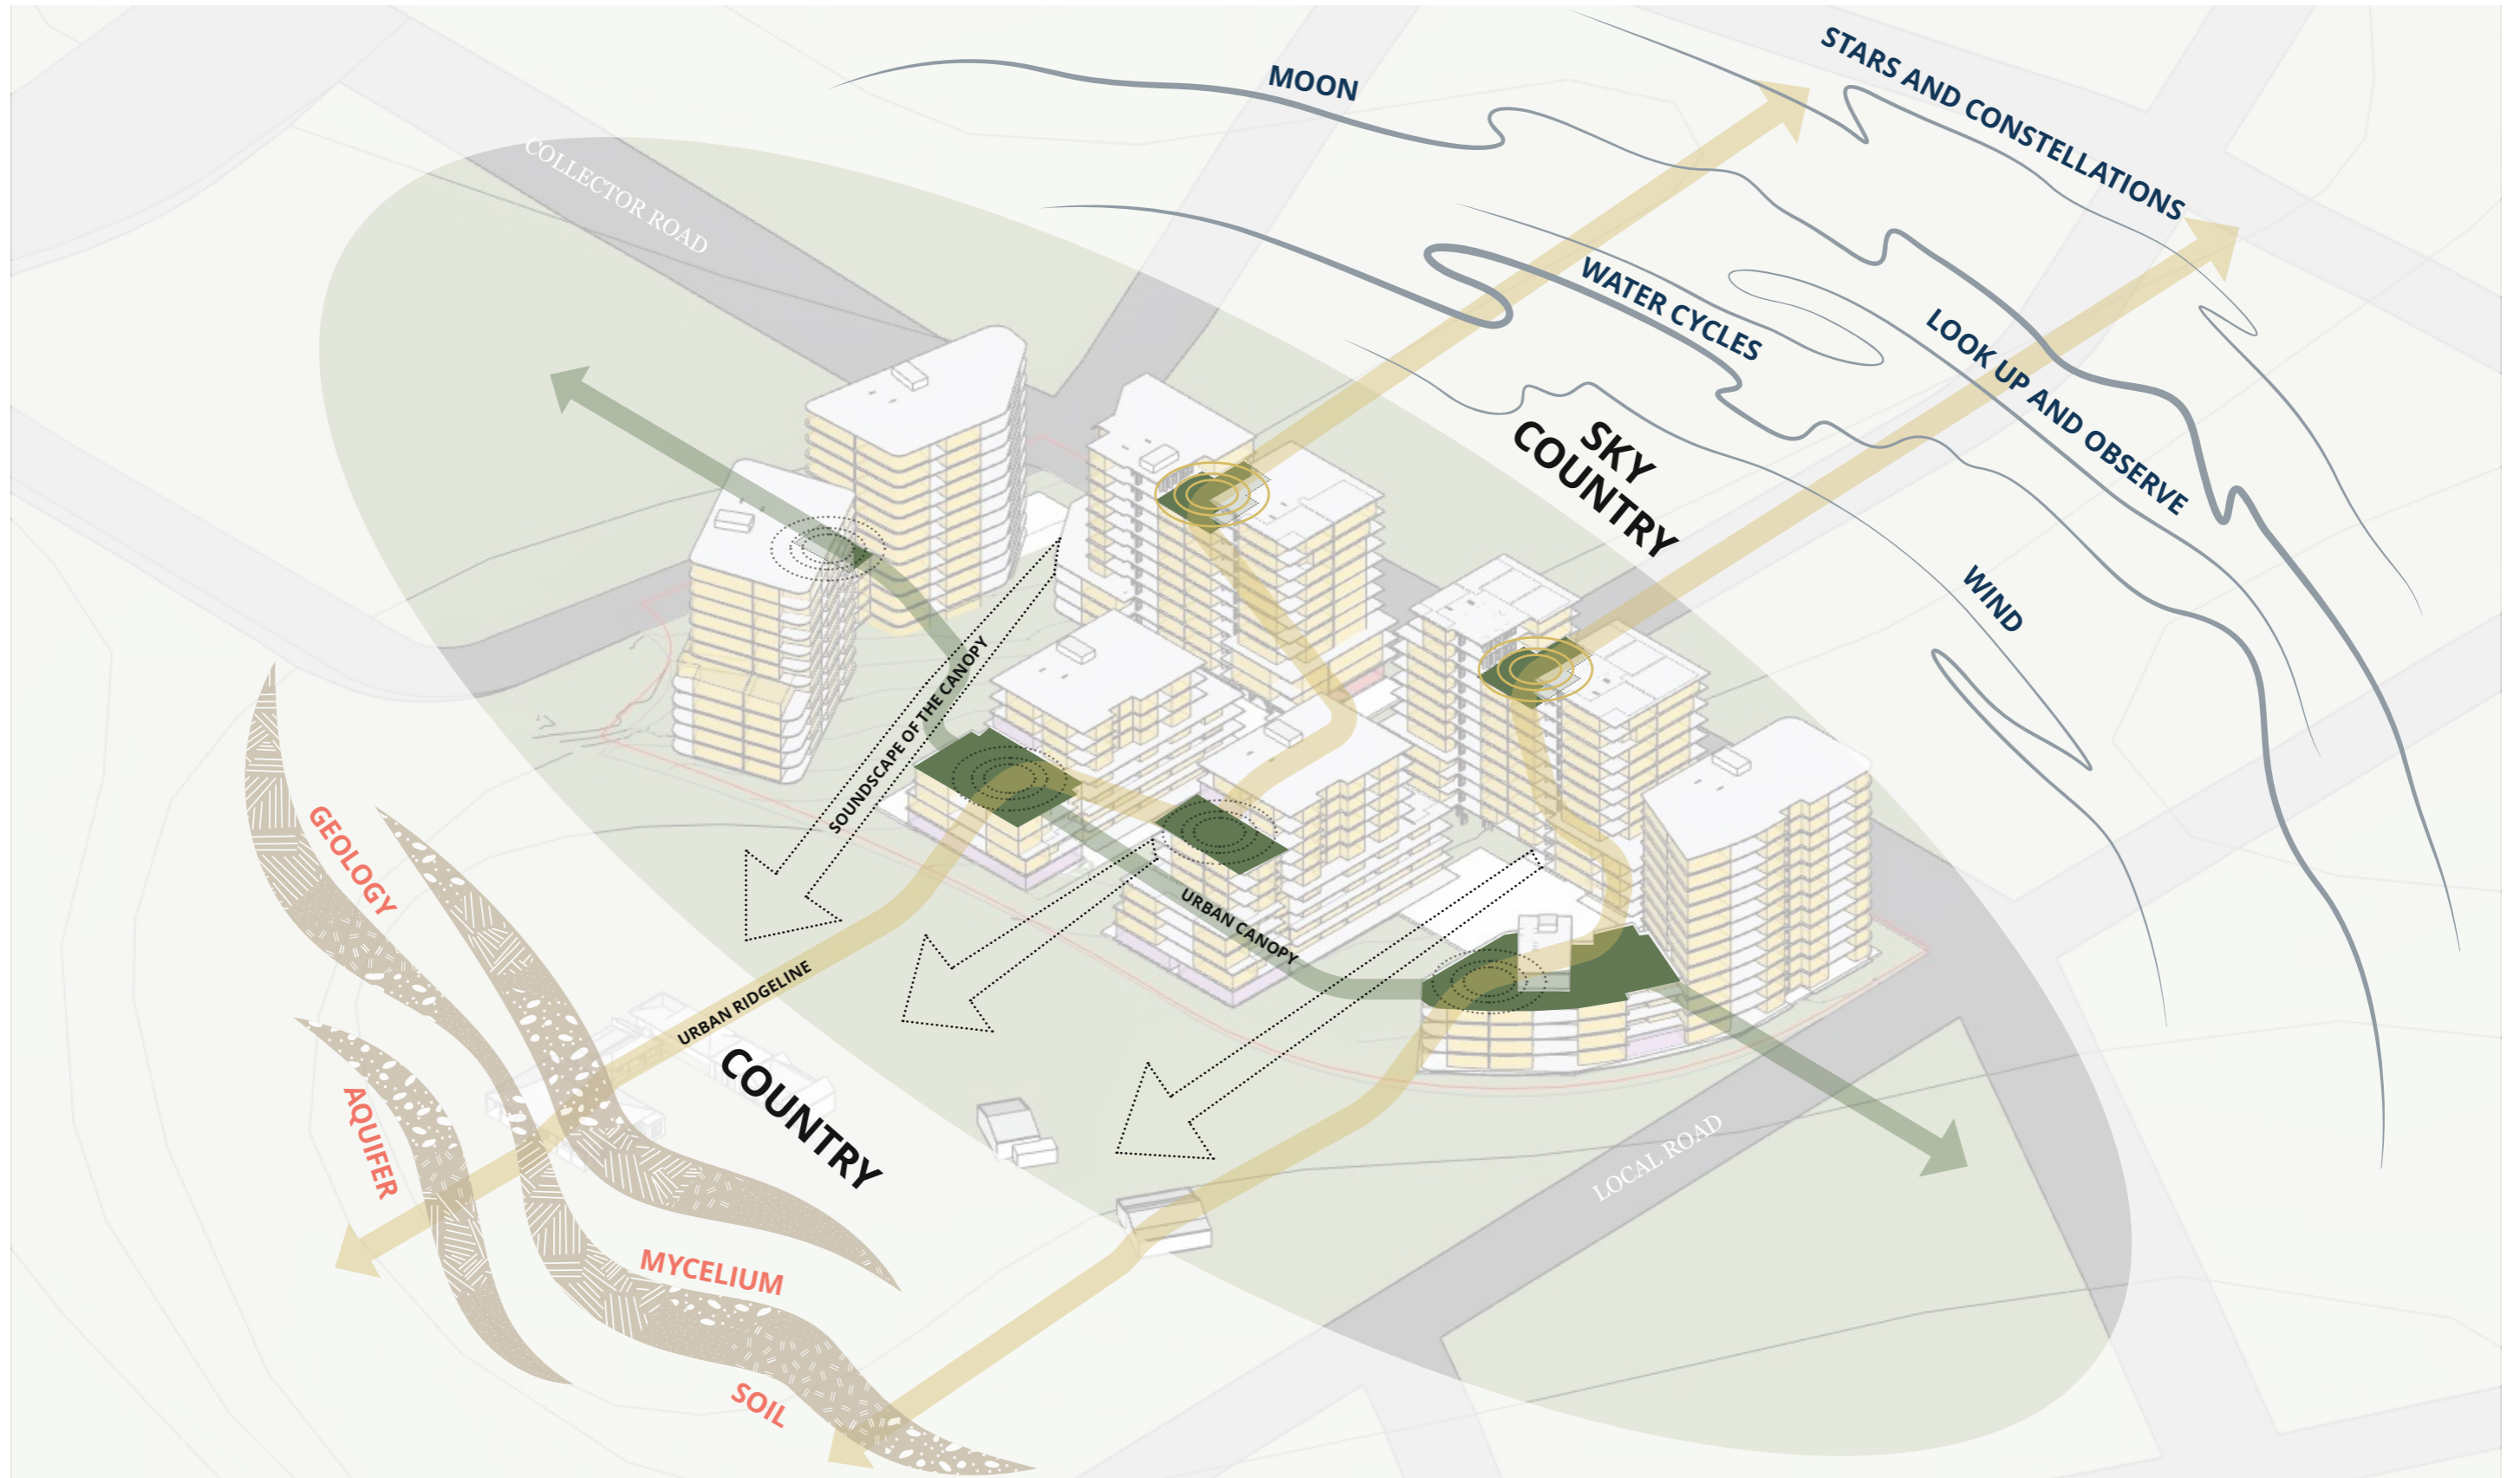 STARS AND CONSTELLATIONS
MOON
COLLECTOR ROAD
WATER CYCLES
LOOK UP AND OBSERVE
SKY
COUNTRY
WIND
SOUNDSCAPE OF THE CANOPY
GEOLOGY
URBAN CANOPY
URBAN RIDGELINE
COUNTRY
AQUIFER
LOCAL ROAD
MYCELIUM
SOIL